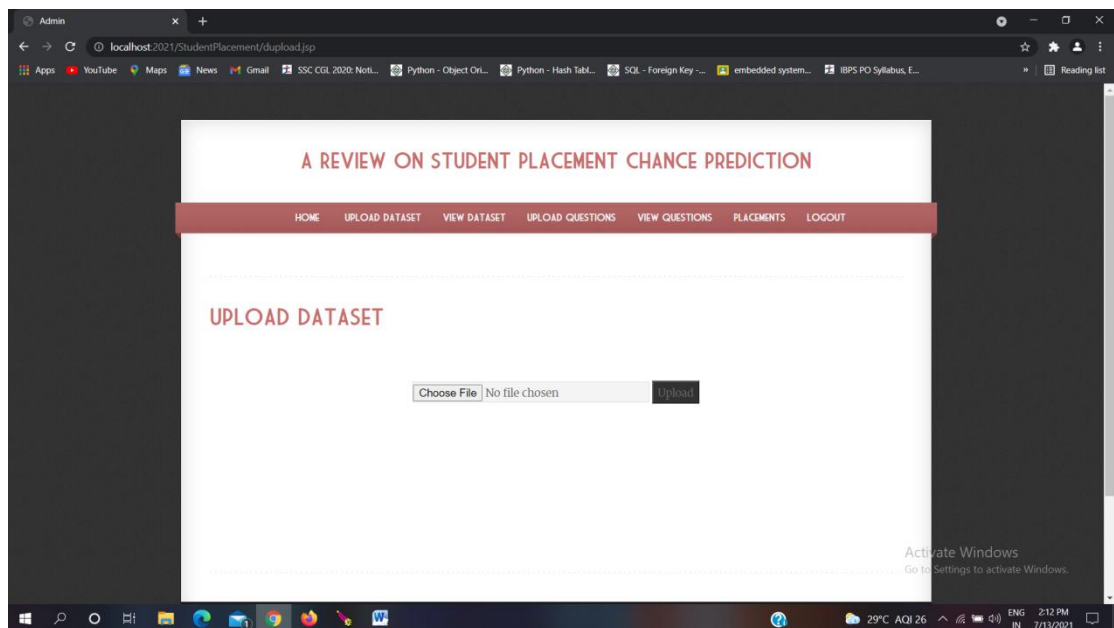 Admin
localhost:2021/StudentPlacement/dupload.jsp
Apps YouTube Maps News Gmail SSC CGL 2020: Noti... Python - Object Ori... Python - Hash Tabl... SQL - Foreign Key -... embedded system... IBPS PO Syllabus, E... » Reading list
A REVIEW ON STUDENT PLACEMENT CHANCE PREDICTION
HOME UPLOAD DATASET VIEW DATASET UPLOAD QUESTIONS VIEW QUESTIONS PLACEMENTS LOGOUT
UPLOAD DATASET
Choose File No file chosen Upload
Activate Windows
Go to Settings to activate Windows.
29°C AQI 26 ENG 2:12 PM
IN 7/13/2021